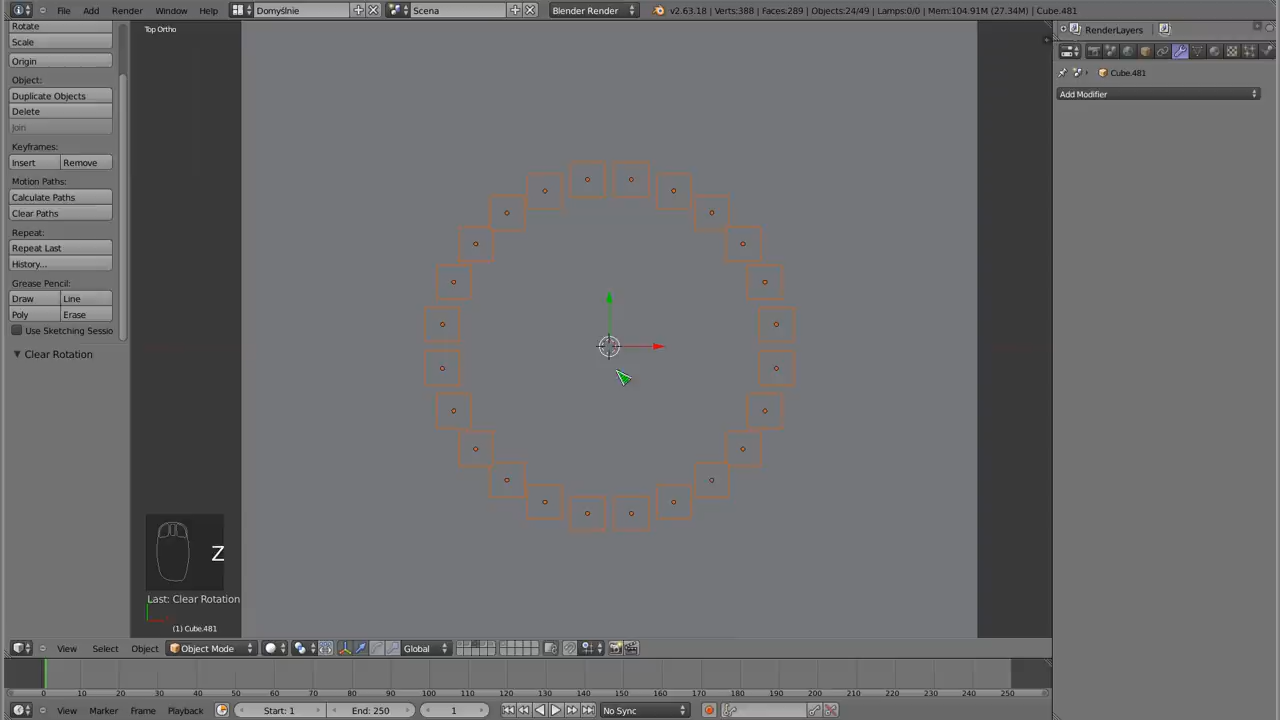 File Add Render Window Help Domyślnie Scena Blender Render v2.63.18 | Verts:388 | Faces:289 | Objects:24/49 | Lamps:0/0 | Mem:104.91M (27.34M) | Cube.481
Rotate
Scale
Origin
Object:
Duplicate Objects
Delete
Join
Keyframes:
Insert Remove
Motion Paths:
Calculate Paths
Clear Paths
Repeat:
Repeat Last
History...
Grease Pencil:
Draw Line
Poly Erase
Use Sketching Sessio
Clear Rotation
Top Ortho
Z
Last: Clear Rotation
(1) Cube.481
RenderLayers
Cube.481
Add Modifier
View Select Object Object Mode Global
0 10 20 30 40 50 60 70 80 90 100 110 120 130 140 150 160 170 180 190 200 210 220 230 240 250
View Marker Frame Playback Start: 1 End: 250 1 No Sync